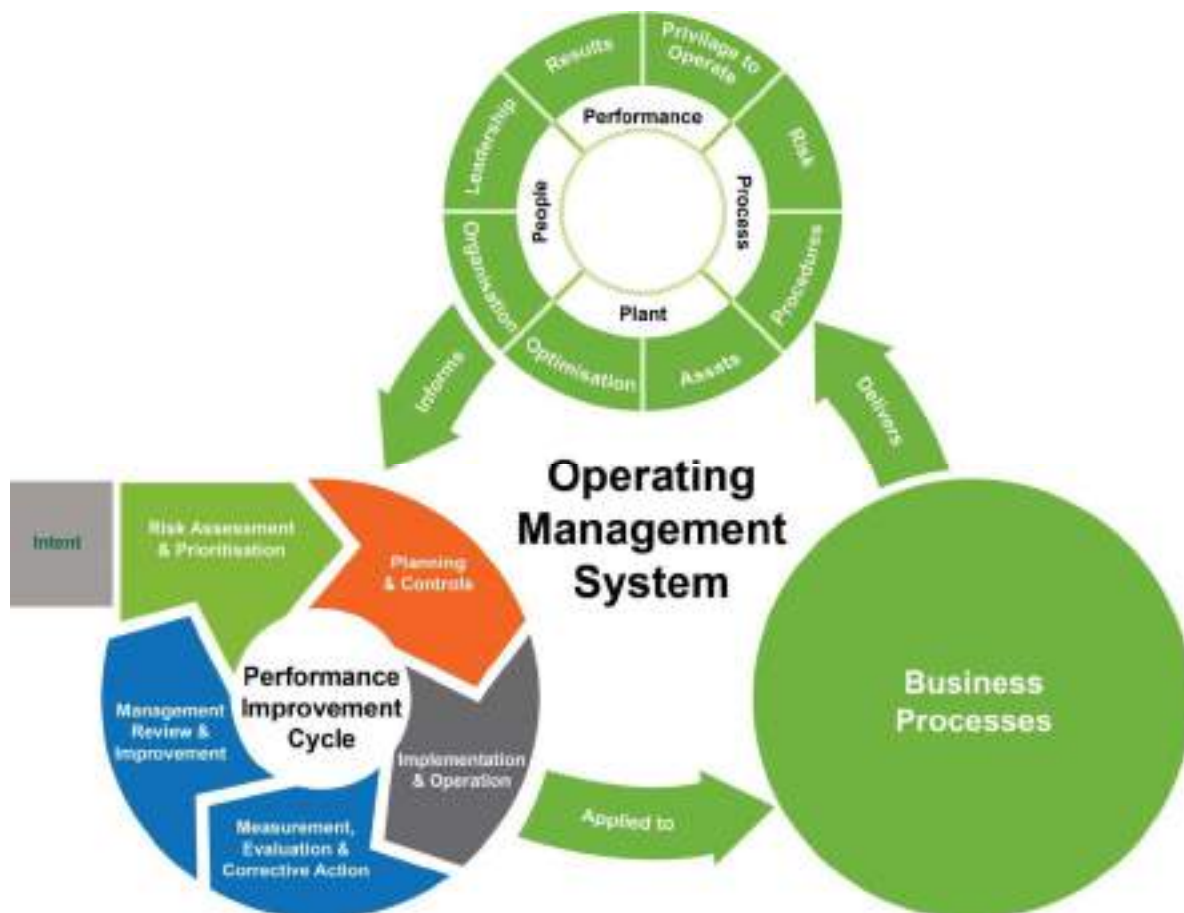 Results
Privilage to
Operate
Leadership
Performance
Risk
People
Process
Organisation
Procedures
Plant
Optimisation
Assets
Informs
Delivers
Operating
Management
System
Intent
Risk Assessment
& Prioritisation
Planning
& Controls
Performance
Improvement
Cycle
Management
Review &
Improvement
Implementation
& Operation
Measurement,
Evaluation &
Corrective Action
Applied to
Business
Processes